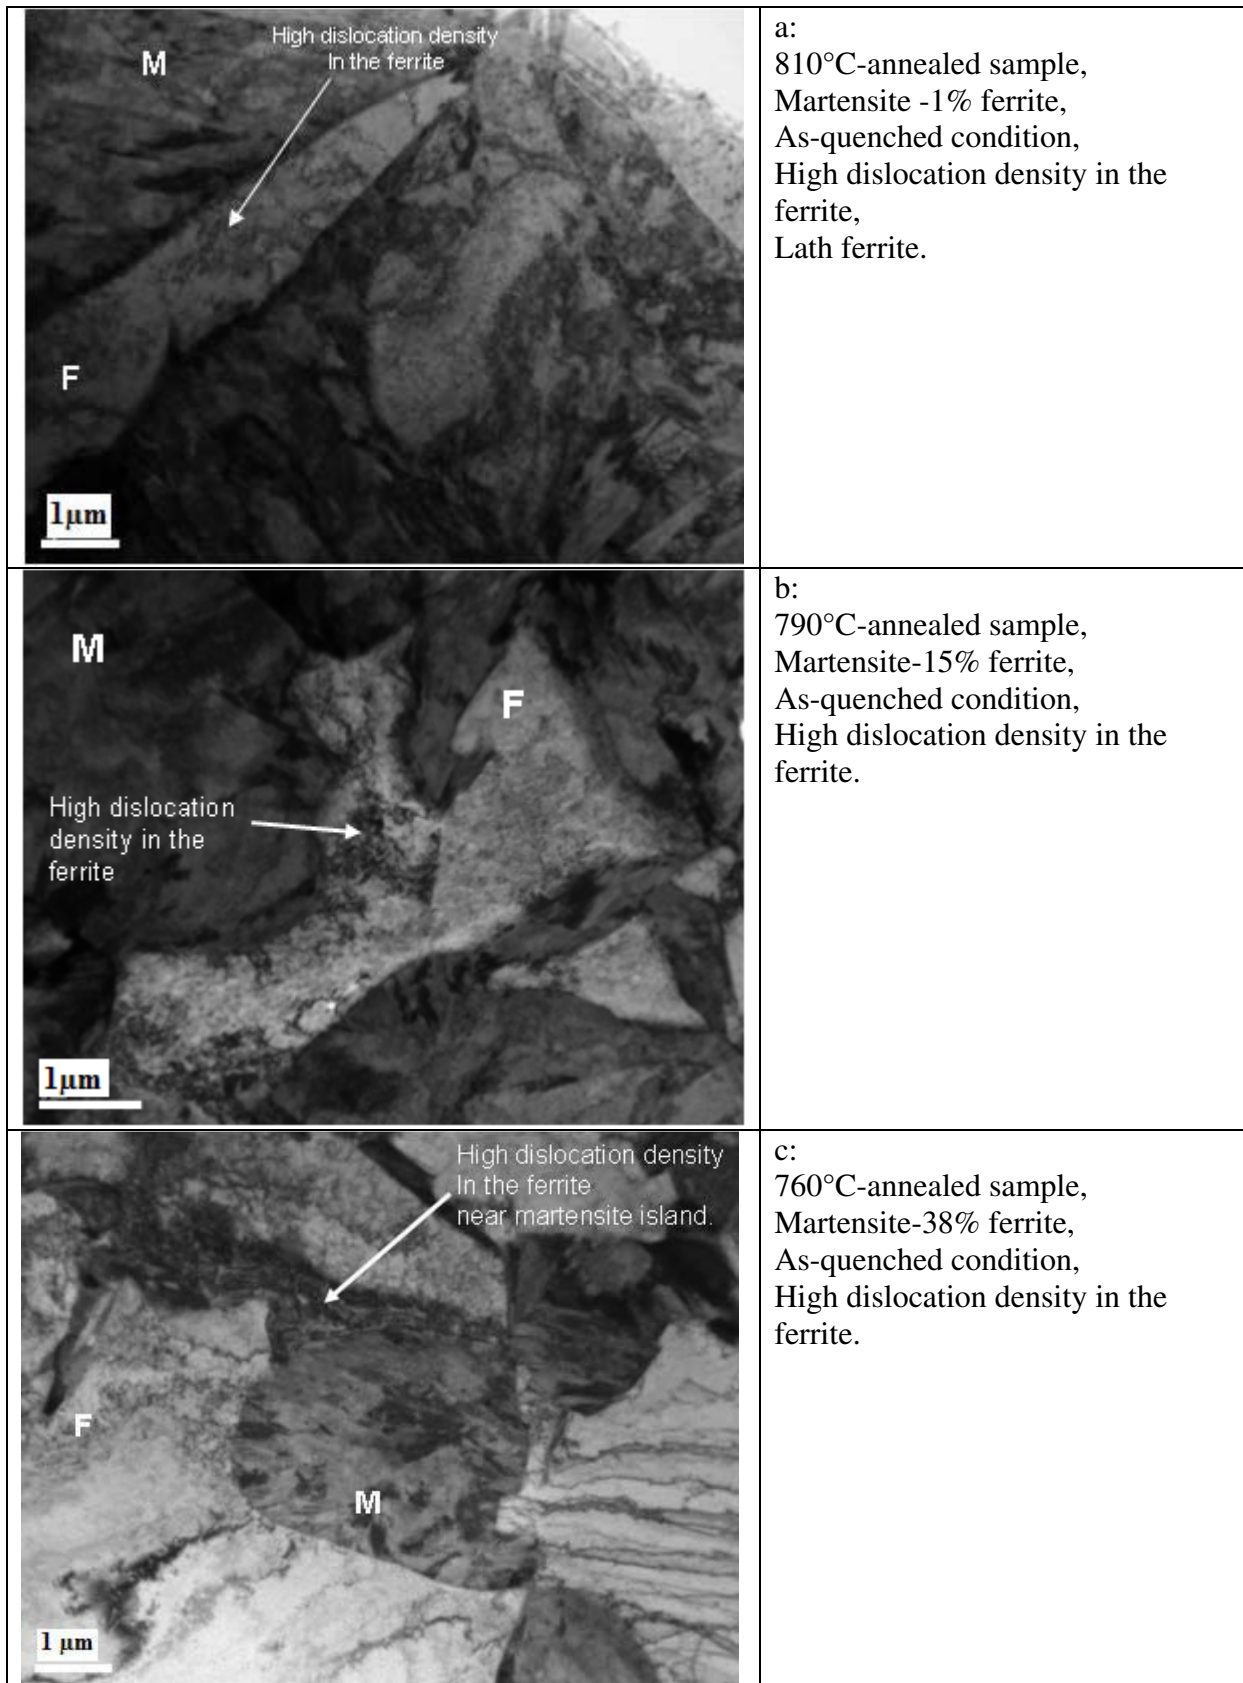 M
High dislocation density
In the ferrite
F
1µm
a:
810°C-annealed sample,
Martensite -1% ferrite,
As-quenched condition,
High dislocation density in the
ferrite,
Lath ferrite.
M
F
High dislocation
density in the
ferrite
1µm
b:
790°C-annealed sample,
Martensite-15% ferrite,
As-quenched condition,
High dislocation density in the
ferrite.
High dislocation density
In the ferrite
near martensite island.
F
M
1 µm
c:
760°C-annealed sample,
Martensite-38% ferrite,
As-quenched condition,
High dislocation density in the
ferrite.